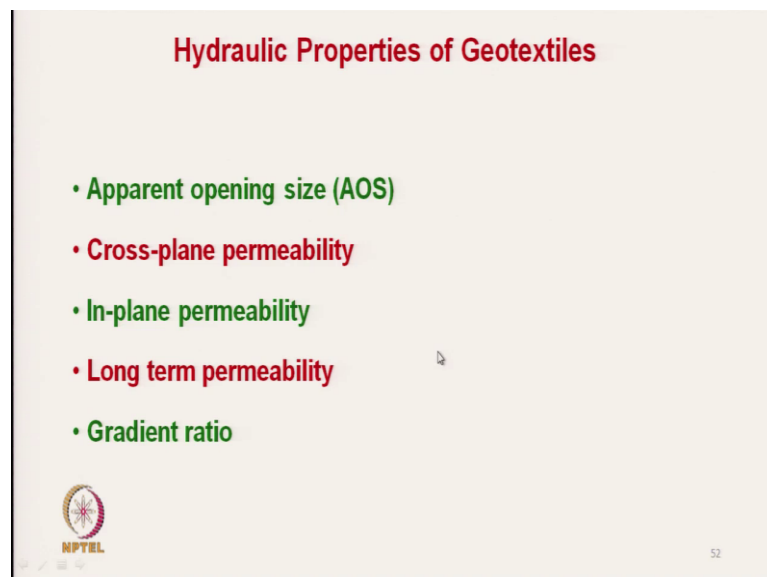 Hydraulic Properties of Geotextiles
• Apparent opening size (AOS)
• Cross-plane permeability
• In-plane permeability
• Long term permeability
• Gradient ratio
NPTEL
52